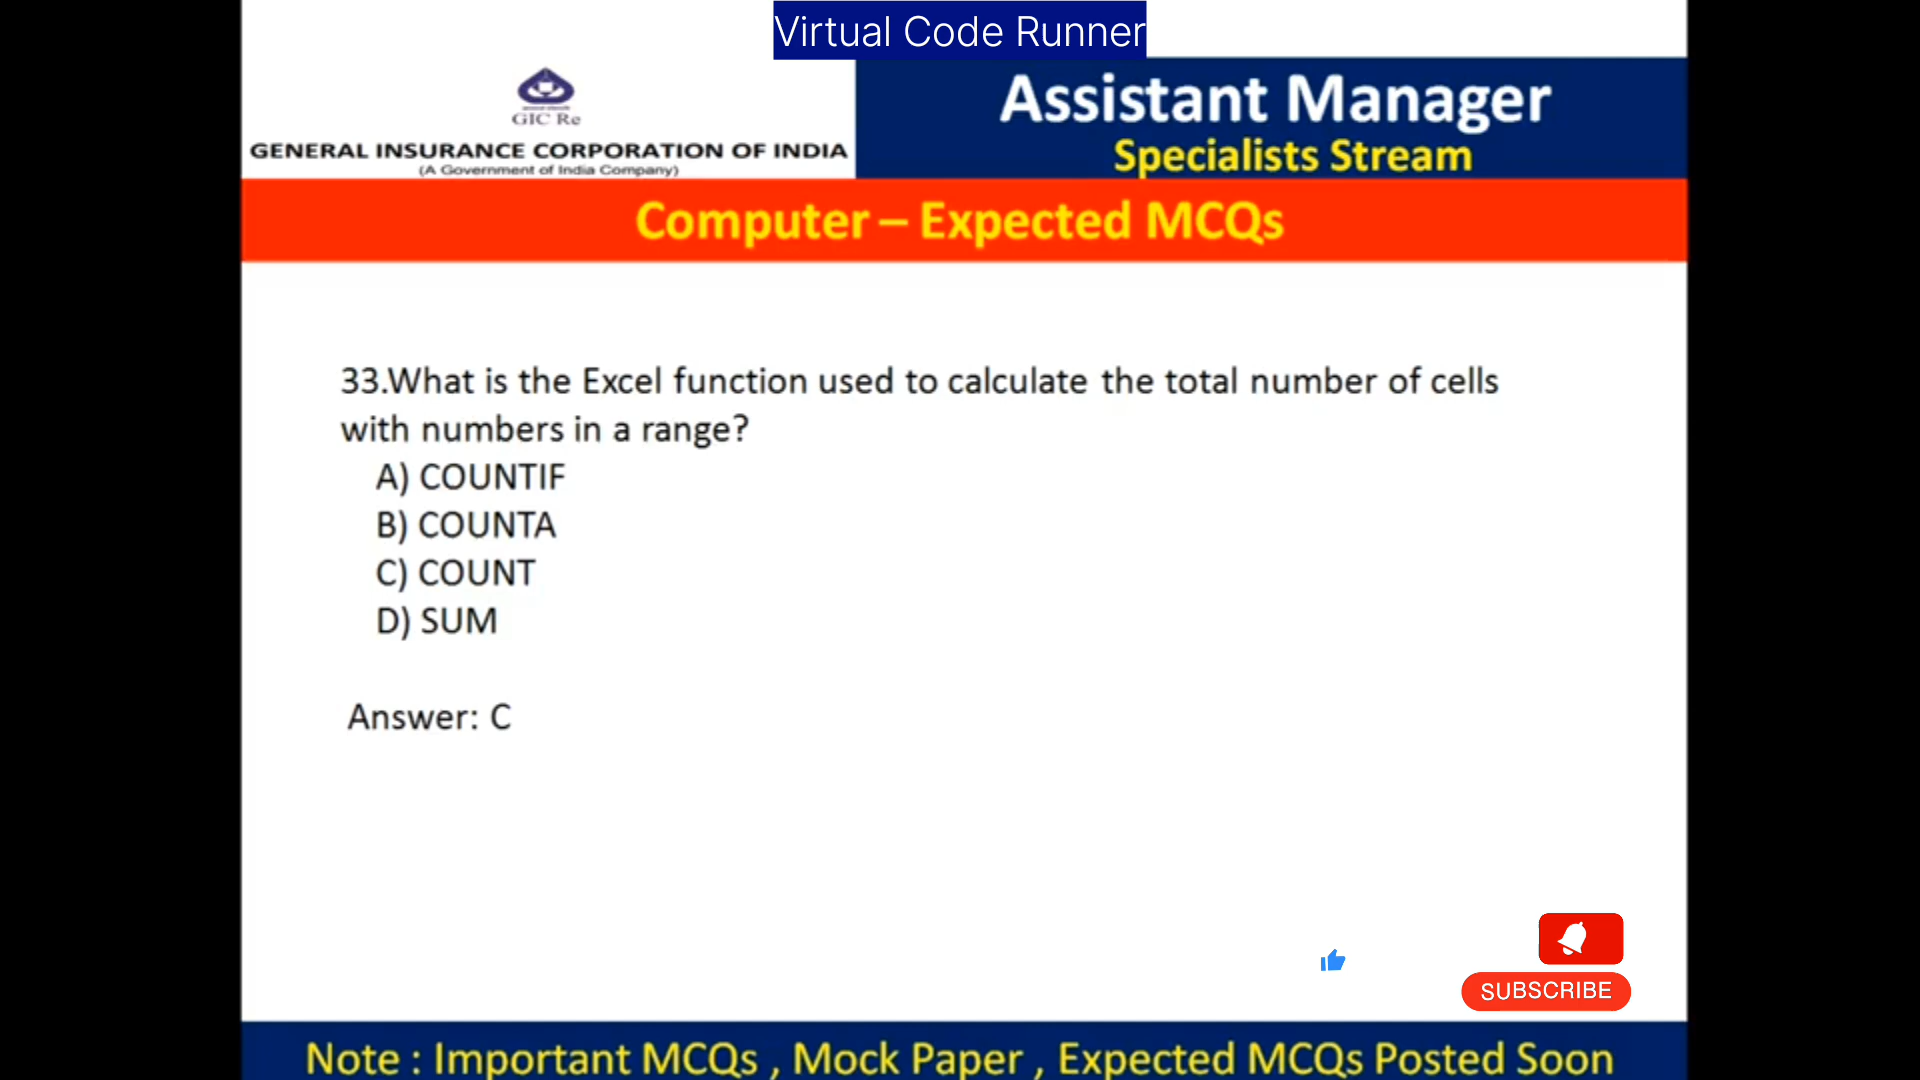 Virtual Code Runner
GIC Re
GENERAL INSURANCE CORPORATION OF INDIA
(A Government of India Company)
Assistant Manager
Specialists Stream
Computer – Expected MCQs
33.What is the Excel function used to calculate the total number of cells
with numbers in a range?
A) COUNTIF
B) COUNTA
C) COUNT
D) SUM
Answer: C
SUBSCRIBE
Note : Important MCQs , Mock Paper , Expected MCQs Posted Soon